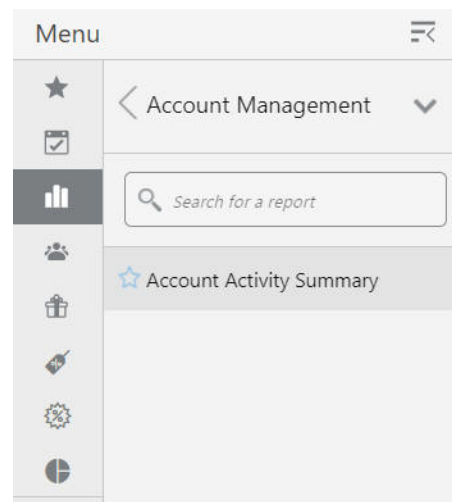 Menu
Account Management
Search for a report
Account Activity Summary